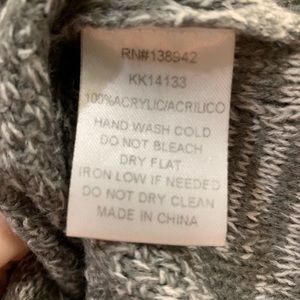 RN#138942
KK14133
100%ACRYLIC/ACRILICO
HAND WASH COLD
DO NOT BLEACH
DRY FLAT
IRON LOW IF NEEDED
DO NOT DRY CLEAN
MADE IN CHINA